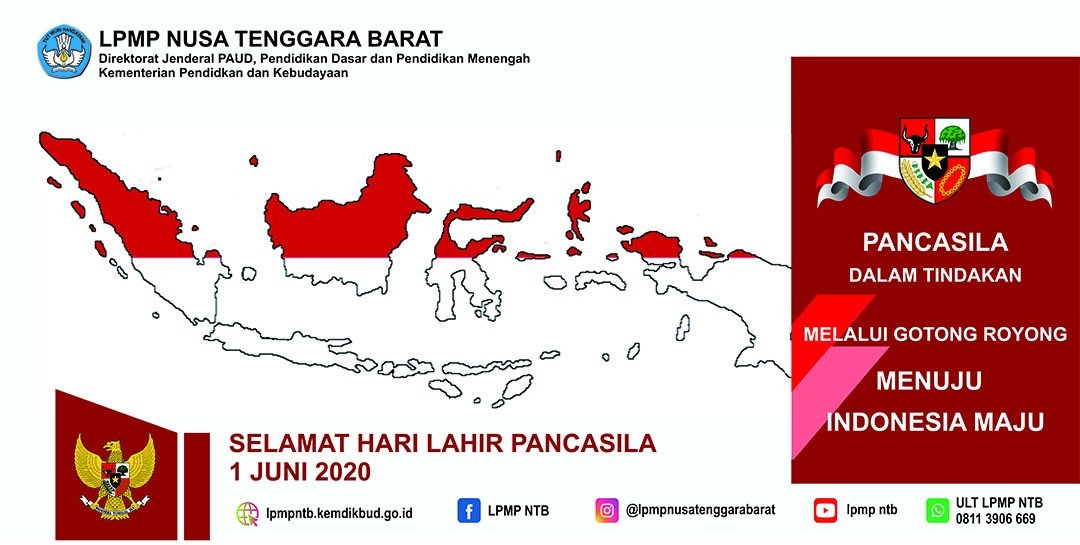 LPMP NUSA TENGGARA BARAT
Direktorat Jenderal PAUD, Pendidikan Dasar dan Pendidikan Menengah
Kementerian Pendidkan dan Kebudayaan
PANCASILA
DALAM TINDAKAN
MELALUI GOTONG ROYONG
MENUJU
INDONESIA MAJU
SELAMAT HARI LAHIR PANCASILA
1 JUNI 2020
lpmpntb.kemdikbud.go.id
LPMP NTB
@lpmpnusatenggarabarat
lpmp ntb
ULT LPMP NTB
0811 3906 669